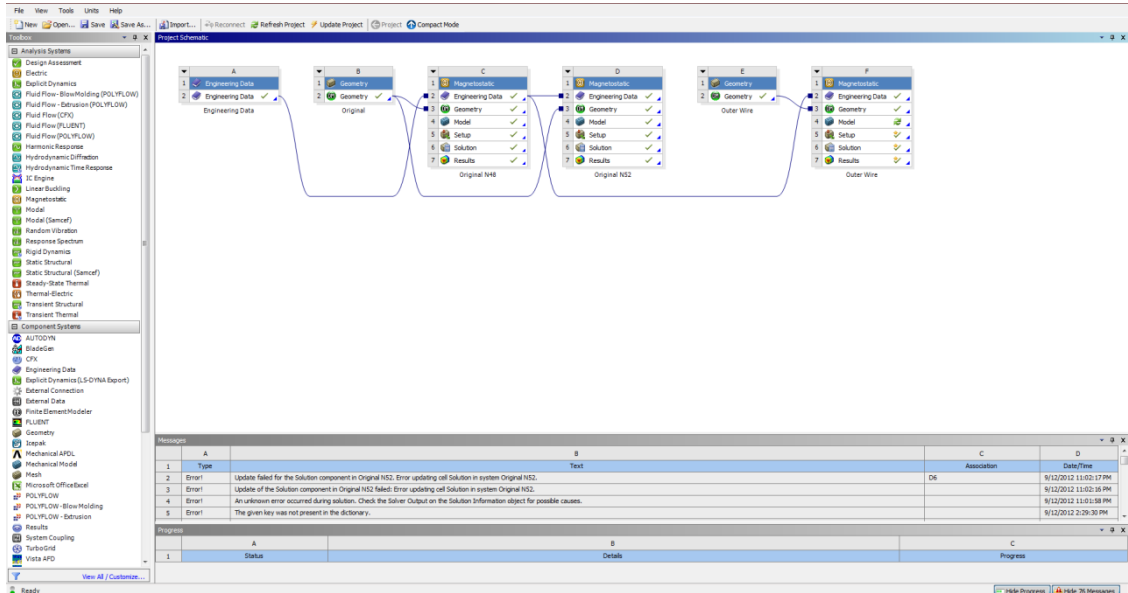 File View Tools Units Help
New Open... Save Save As... Import... Reconnect Refresh Project Update Project Project Compact Mode
Toolbox
Analysis Systems
Design Assessment
Electric
Explicit Dynamics
Fluid Flow - BlowMolding (POLYFLOW)
Fluid Flow - Extrusion (POLYFLOW)
Fluid Flow (CFX)
Fluid Flow (FLUENT)
Fluid Flow (POLYFLOW)
Harmonic Response
Hydrodynamic Diffraction
Hydrodynamic Time Response
IC Engine
Linear Buckling
Magnetostatic
Modal
Modal (Samcef)
Random Vibration
Response Spectrum
Rigid Dynamics
Static Structural
Static Structural (Samcef)
Steady-State Thermal
Thermal-Electric
Transient Structural
Transient Thermal
Component Systems
AUTODYN
BladeGen
CFX
Engineering Data
Explicit Dynamics (LS-DYNA Export)
External Connection
External Data
Finite Element Modeler
FLUENT
Geometry
Icepak
Mechanical APDL
Mechanical Model
Mesh
Microsoft Office Excel
POLYFLOW
POLYFLOW - Blow Molding
POLYFLOW - Extrusion
Results
System Coupling
TurboGrid
Vista AFD
View All / Customize...
Project Schematic
A
1 Engineering Data
2 Engineering Data
Engineering Data
B
1 Geometry
2 Geometry
Original
C
1 Magnetostatic
2 Engineering Data
3 Geometry
4 Model
5 Setup
6 Solution
7 Results
Original N48
D
1 Magnetostatic
2 Engineering Data
3 Geometry
4 Model
5 Setup
6 Solution
7 Results
Original N52
E
1 Geometry
2 Geometry
Outer Wire
F
1 Magnetostatic
2 Engineering Data
3 Geometry
4 Model
5 Setup
6 Solution
7 Results
Outer Wire
Messages
A B C D
1 Type Text Association Date/Time
2 Error! Update failed for the Solution component in Original N52. Error updating cell Solution in system Original N52. D6 9/12/2012 11:02:17 PM
3 Error! Update of the Solution component in Original N52 failed: Error updating cell Solution in system Original N52. 9/12/2012 11:02:16 PM
4 Error! An unknown error occurred during solution. Check the Solver Output on the Solution Information object for possible causes. 9/12/2012 11:01:58 PM
5 Error! The given key was not present in the dictionary. 9/12/2012 2:29:30 PM
Progress
A B C
1 Status Details Progress
Ready
Hide Progress Hide 76 Messages